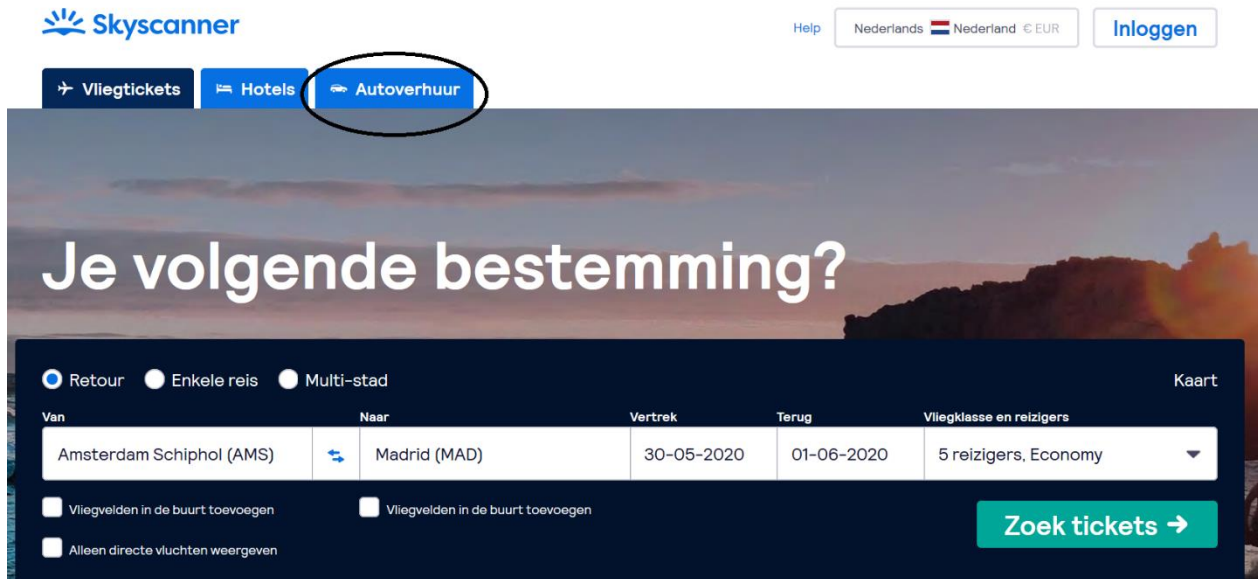 Skyscanner
Help Nederlands Nederland € EUR Inloggen
Vliegtickets Hotels Autoverhuur
Je volgende bestemming?
Retour Enkele reis Multi-stad Kaart
Van Naar Vertrek Terug Vliegklasse en reizigers
Amsterdam Schiphol (AMS) Madrid (MAD) 30-05-2020 01-06-2020 5 reizigers, Economy
Vliegvelden in de buurt toevoegen Vliegvelden in de buurt toevoegen
Zoek tickets →
Alleen directe vluchten weergeven